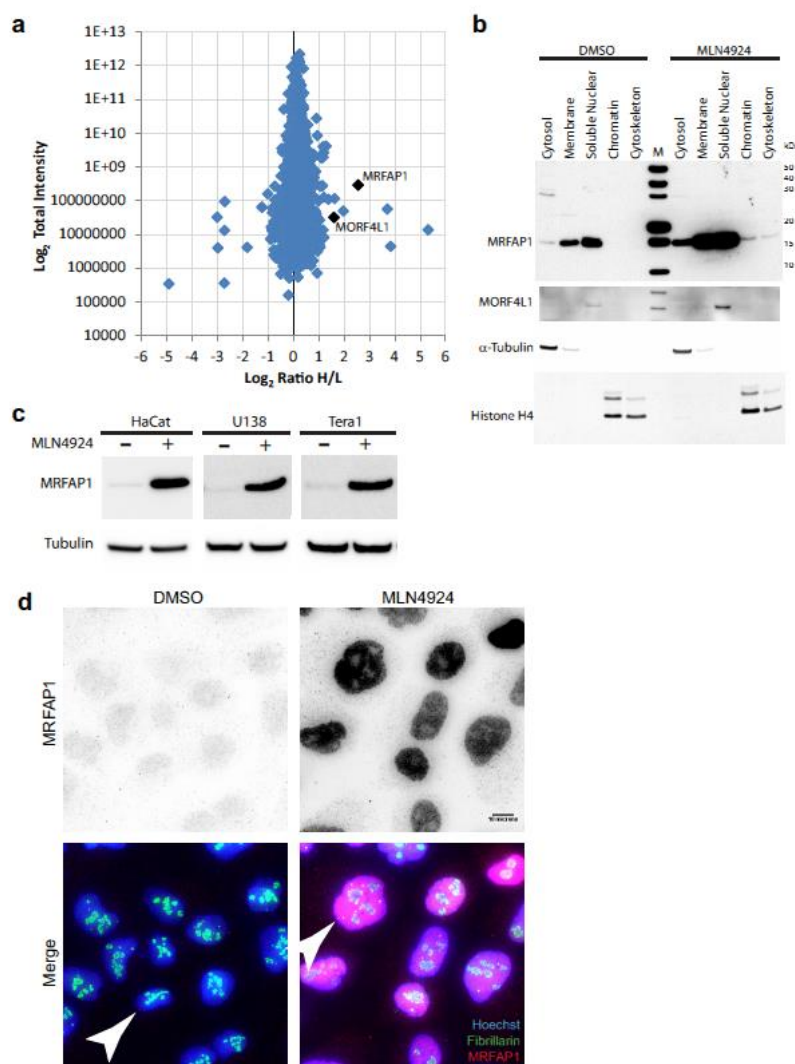 a
1E+13
1E+12
1E+11
1E+10
1E+09
100000000
10000000
1000000
100000
10000
-6 -5 -4 -3 -2 -1 0 1 2 3 4 5 6
Log2 Total Intensity
Log2 Ratio H/L
MRFAP1
MORF4L1
b
DMSO MLN4924
Cytosol Membrane Soluble Nuclear Chromatin Cytoskeleton M Cytosol Membrane Soluble Nuclear Chromatin Cytoskeleton
50
40
30
20
15
10
MRFAP1
MORF4L1
α-Tubulin
Histone H4
c
HaCat U138 Tera1
MLN4924 – + – + – +
MRFAP1
Tubulin
d
DMSO MLN4924
MRFAP1
Merge
Hoechst
Fibrillarin
MRFAP1